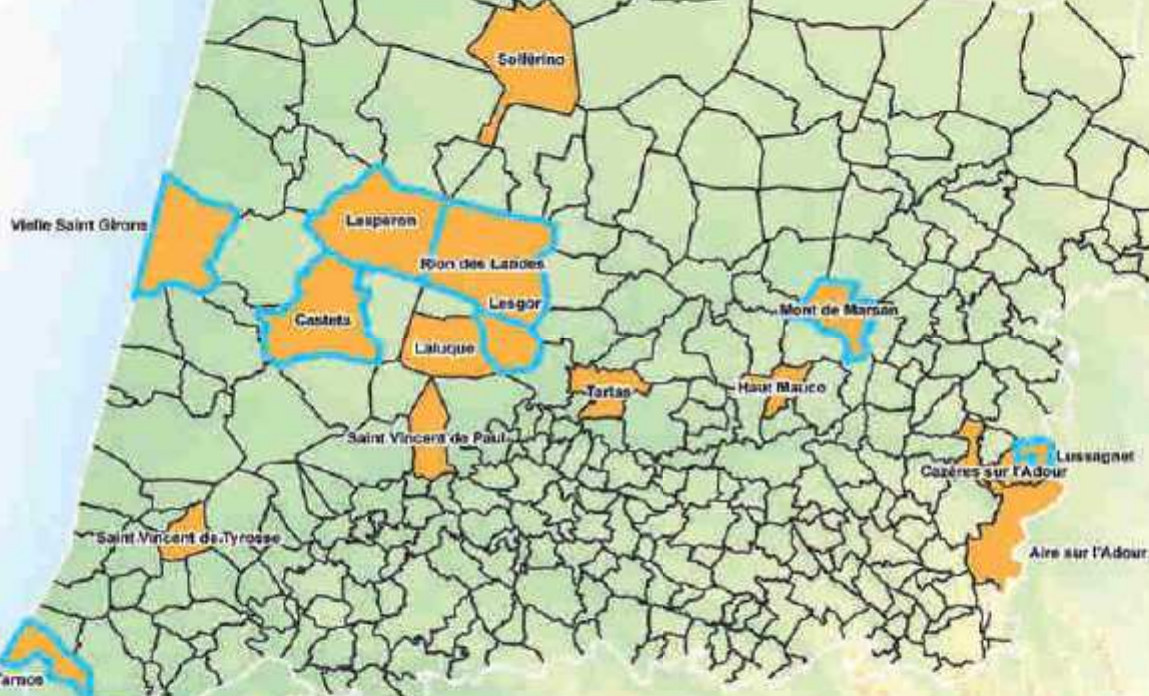 Solférino
Vielle Saint Girons
Lesperon
Rion des Landes
Lesgor
Castets
Mont de Marsan
Laluque
Tartas
Haut Mauco
Saint Vincent de Paul
Lussagnet
Cazères sur l'Adour
Saint Vincent de Tyrosse
Aire sur l'Adour
Tarnos